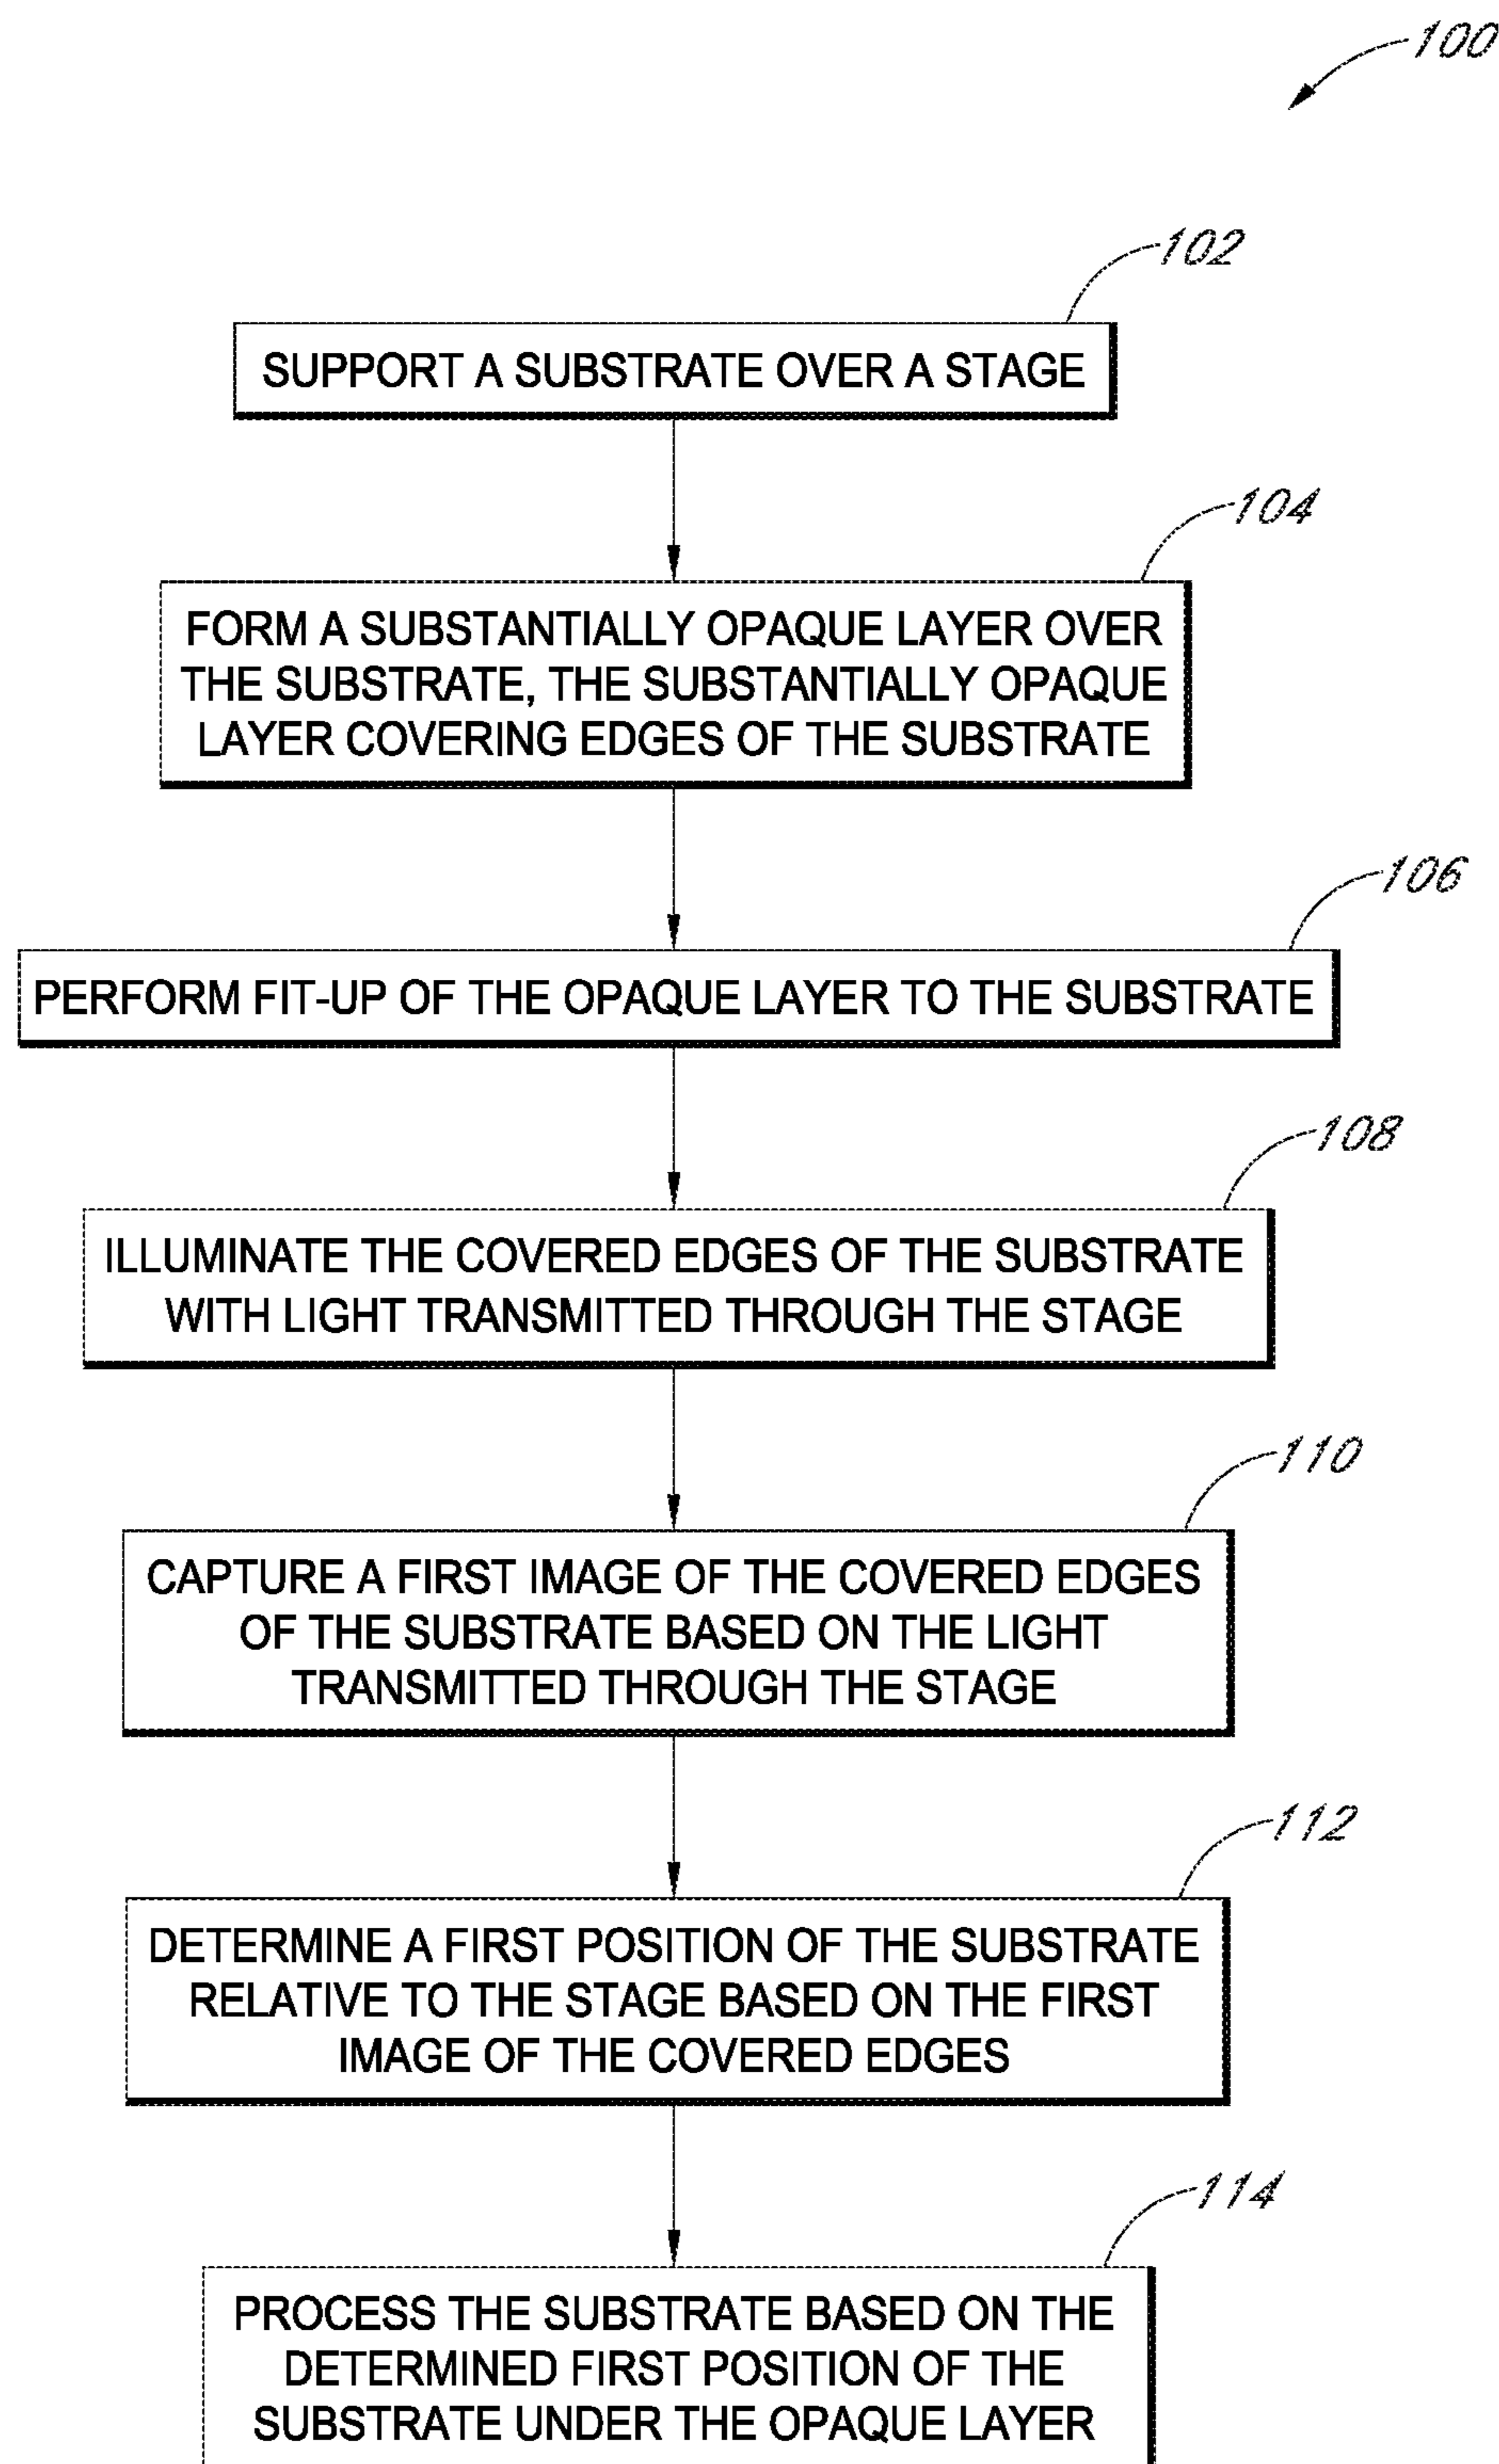 100
102
SUPPORT A SUBSTRATE OVER A STAGE
104
FORM A SUBSTANTIALLY OPAQUE LAYER OVER
THE SUBSTRATE, THE SUBSTANTIALLY OPAQUE
LAYER COVERING EDGES OF THE SUBSTRATE
106
PERFORM FIT-UP OF THE OPAQUE LAYER TO THE SUBSTRATE
108
ILLUMINATE THE COVERED EDGES OF THE SUBSTRATE
WITH LIGHT TRANSMITTED THROUGH THE STAGE
110
CAPTURE A FIRST IMAGE OF THE COVERED EDGES
OF THE SUBSTRATE BASED ON THE LIGHT
TRANSMITTED THROUGH THE STAGE
112
DETERMINE A FIRST POSITION OF THE SUBSTRATE
RELATIVE TO THE STAGE BASED ON THE FIRST
IMAGE OF THE COVERED EDGES
114
PROCESS THE SUBSTRATE BASED ON THE
DETERMINED FIRST POSITION OF THE
SUBSTRATE UNDER THE OPAQUE LAYER